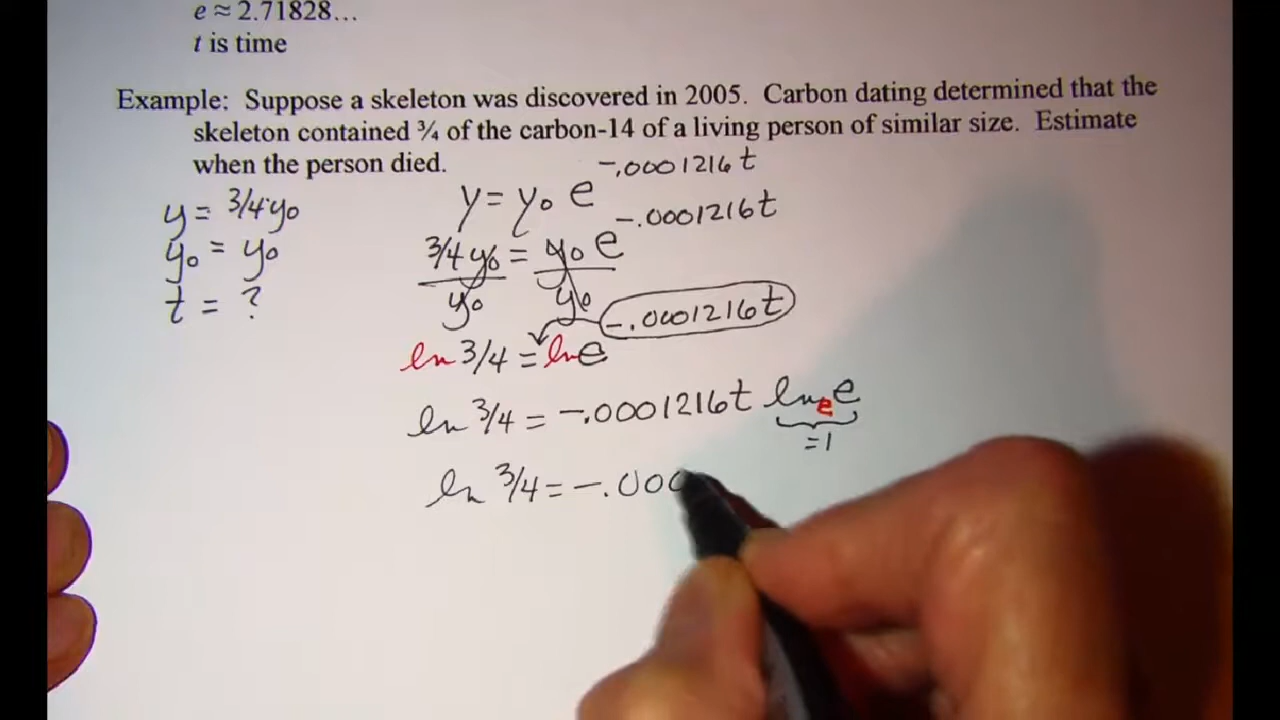 e ≈ 2.71828…
t is time
Example: Suppose a skeleton was discovered in 2005. Carbon dating determined that the
skeleton contained ¾ of the carbon-14 of a living person of similar size. Estimate
when the person died.
y = 3/4 y₀
y₀ = y₀
t = ?
y = y₀ e^-.0001216t
3/4 y₀ / y₀ = y₀ e^-.0001216t / y₀
ln 3/4 = ln e^-.0001216t
ln 3/4 = -.0001216t lnₑ e
=1
ln 3/4 = -.000